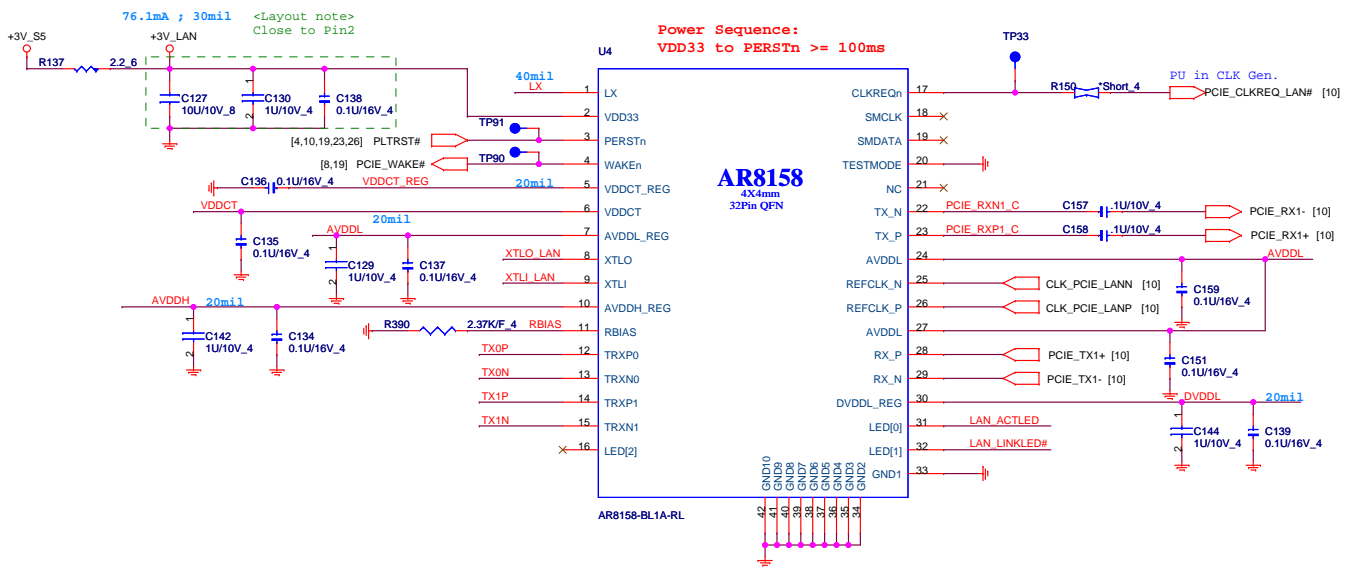 76.1mA ; 30mil
<Layout note>
Close to Pin2
+3V_S5
+3V_LAN
R137
2.2_6
C127
10U/10V_8
1
C130
1U/10V_4
2
C138
0.1U/16V_4
Power Sequence:
VDD33 to PERSTn >= 100ms
U4
TP33
PU in CLK Gen.
R150
*Short_4
PCIE_CLKREQ_LAN# [10]
40mil
LX
TP91
[4,10,19,23,26] PLTRST#
TP90
[8,19] PCIE_WAKE#
C136
0.1U/16V_4
VDDCT_REG
20mil
VDDCT
C135
0.1U/16V_4
20mil
AVDDL
1
C129
1U/10V_4
2
C137
0.1U/16V_4
XTLO_LAN
XTLI_LAN
AVDDH
20mil
1
C142
1U/10V_4
2
C134
0.1U/16V_4
R390
2.37K/F_4
RBIAS
TX0P
TX0N
TX1P
TX1N
1 LX
2 VDD33
3 PERSTn
4 WAKEn
5 VDDCT_REG
6 VDDCT
7 AVDDL_REG
8 XTLO
9 XTLI
10 AVDDH_REG
11 RBIAS
12 TRXP0
13 TRXN0
14 TRXP1
15 TRXN1
16 LED[2]
AR8158
4X4mm
32Pin QFN
CLKREQn 17
SMCLK 18
SMDATA 19
TESTMODE 20
NC 21
TX_N 22
TX_P 23
AVDDL 24
REFCLK_N 25
REFCLK_P 26
AVDDL 27
RX_P 28
RX_N 29
DVDDL_REG 30
LED[0] 31
LED[1] 32
GND1 33
GND10
GND9
GND8
GND7
GND6
GND5
GND4
GND3
GND2
42
41
40
39
38
37
36
35
34
AR8158-BL1A-RL
PCIE_RXN1_C
C157
.1U/10V_4
PCIE_RX1- [10]
PCIE_RXP1_C
C158
.1U/10V_4
PCIE_RX1+ [10]
AVDDL
CLK_PCIE_LANN [10]
C159
0.1U/16V_4
CLK_PCIE_LANP [10]
PCIE_TX1+ [10]
C151
0.1U/16V_4
PCIE_TX1- [10]
DVDDL
20mil
LAN_ACTLED
LAN_LINKLED#
1
C144
1U/10V_4
2
C139
0.1U/16V_4